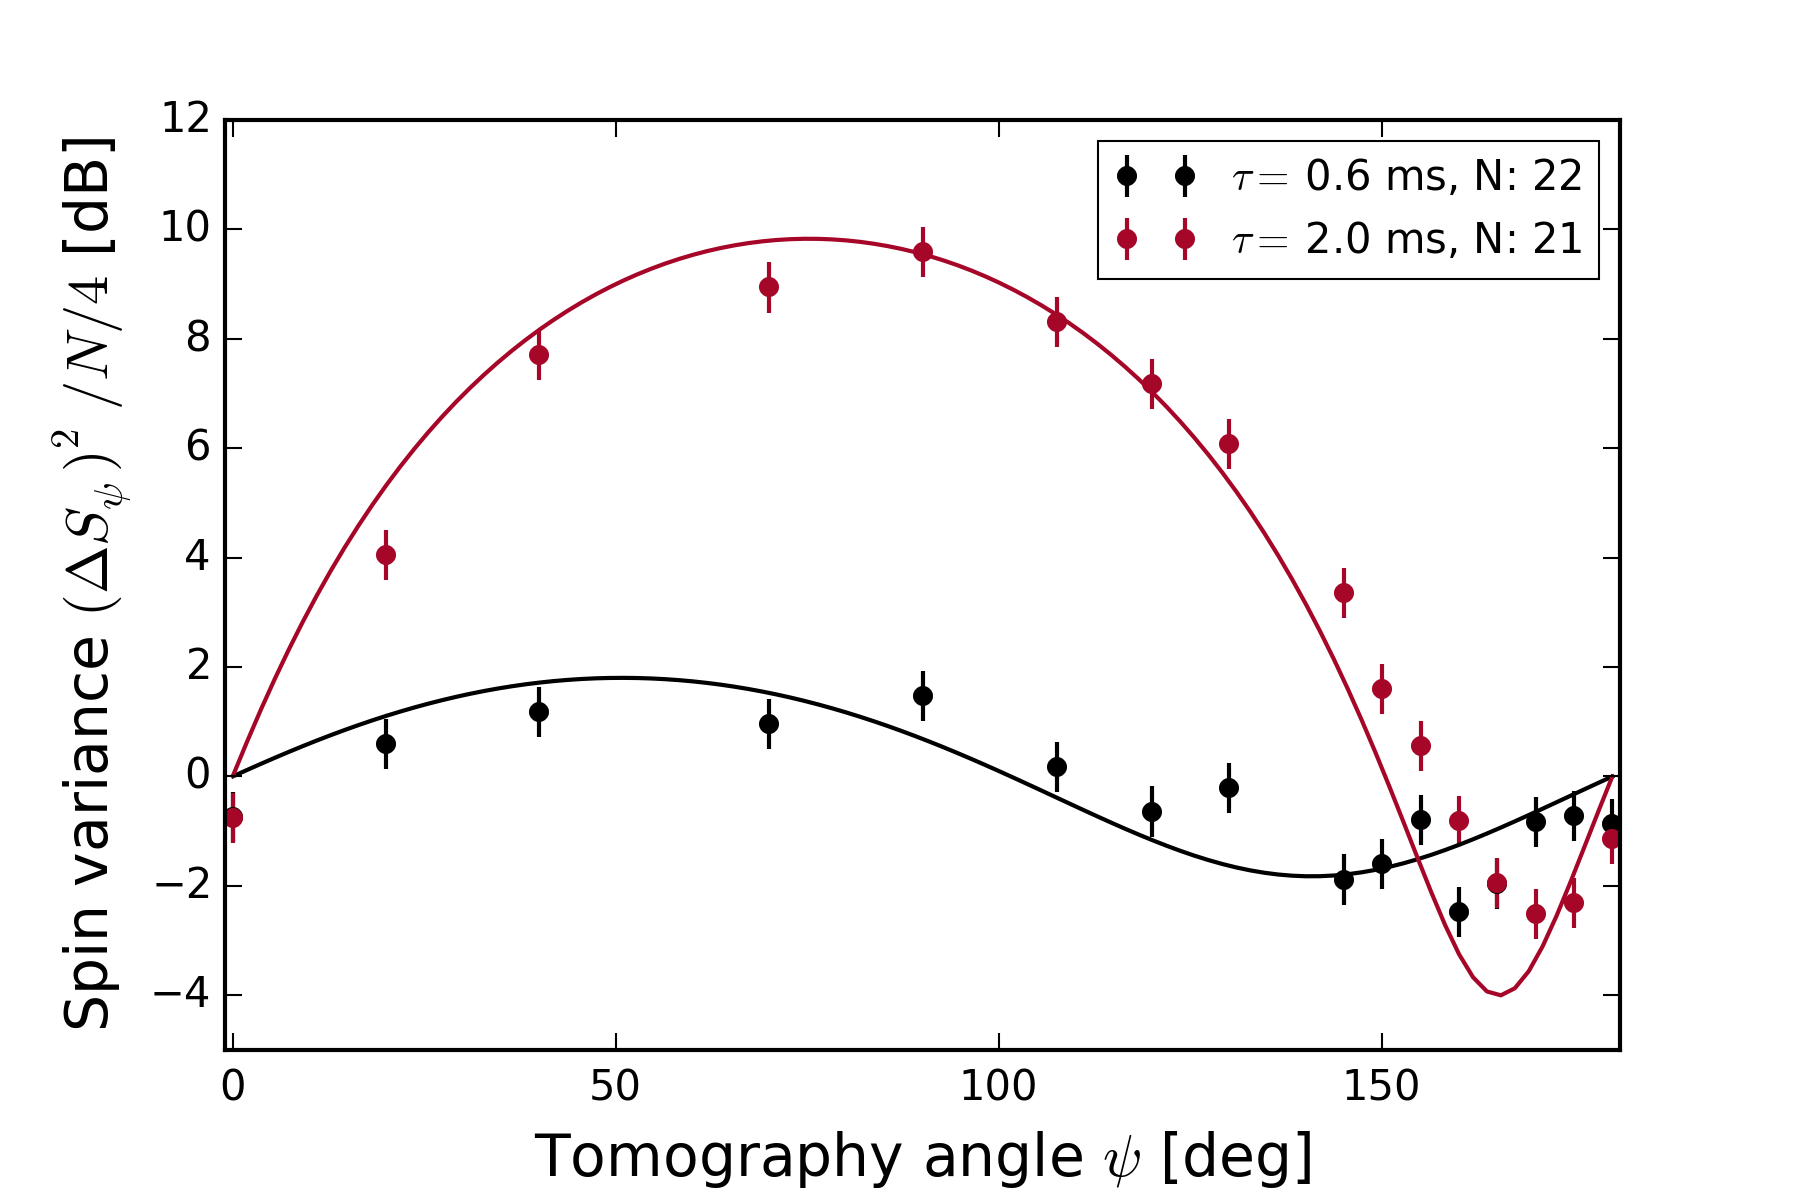 12
10
8
6
4
2
0
−2
−4
Spin variance (ΔS_ψ)² /N/4 [dB]
τ = 0.6 ms, N: 22
τ = 2.0 ms, N: 21
0 50 100 150
Tomography angle ψ [deg]